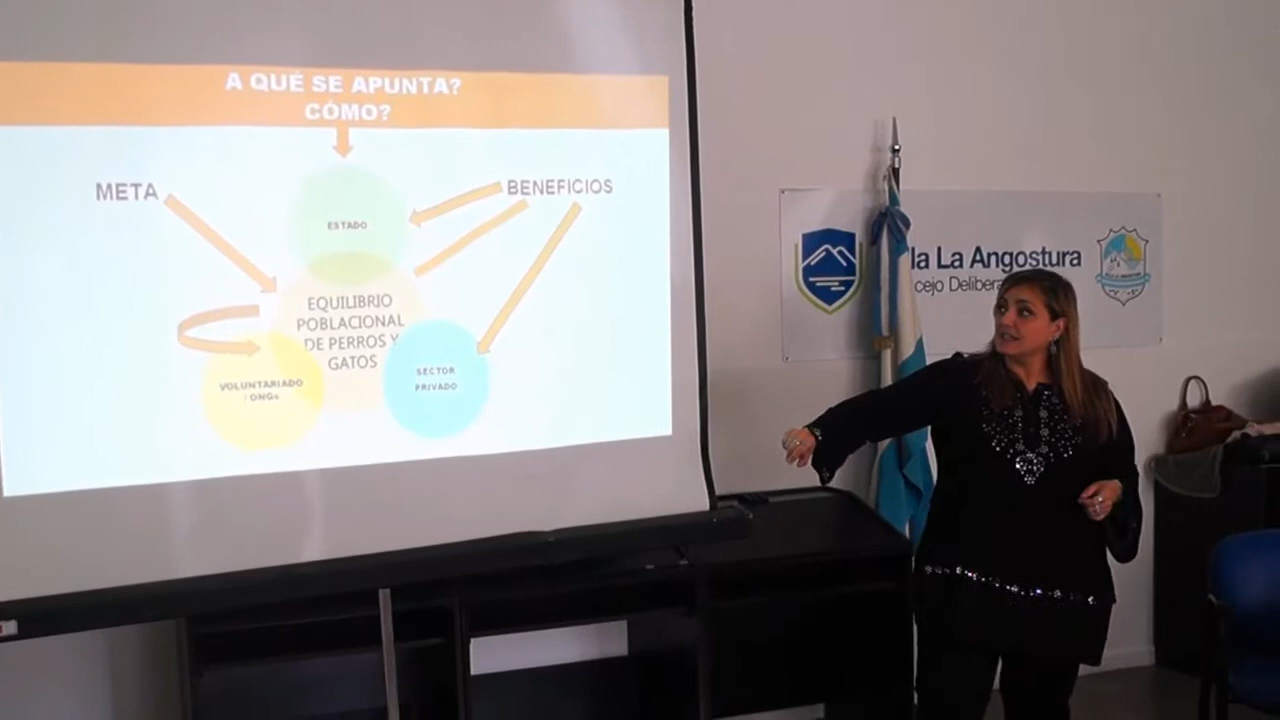 A QUÉ SE APUNTA?
CÓMO?
META
BENEFICIOS
ESTADO
EQUILIBRIO
POBLACIONAL
DE PERROS Y
GATOS
VOLUNTARIADO
/ ONGs
SECTOR
PRIVADO
la La Angostura
cejo Delibera